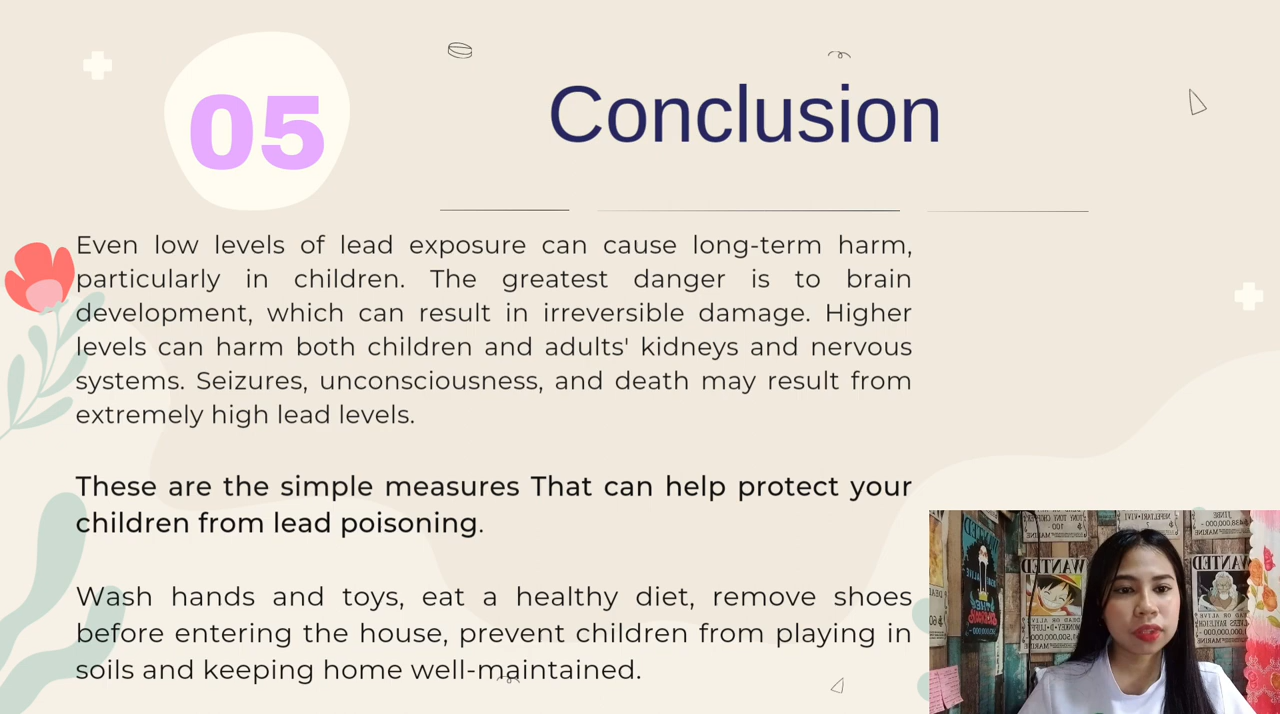 05
Conclusion
Even low levels of lead exposure can cause long-term harm,
particularly in children. The greatest danger is to brain
development, which can result in irreversible damage. Higher
levels can harm both children and adults' kidneys and nervous
systems. Seizures, unconsciousness, and death may result from
extremely high lead levels.
These are the simple measures That can help protect your
children from lead poisoning.
Wash hands and toys, eat a healthy diet, remove shoes
before entering the house, prevent children from playing in
soils and keeping home well-maintained.
WANTED
WANTED